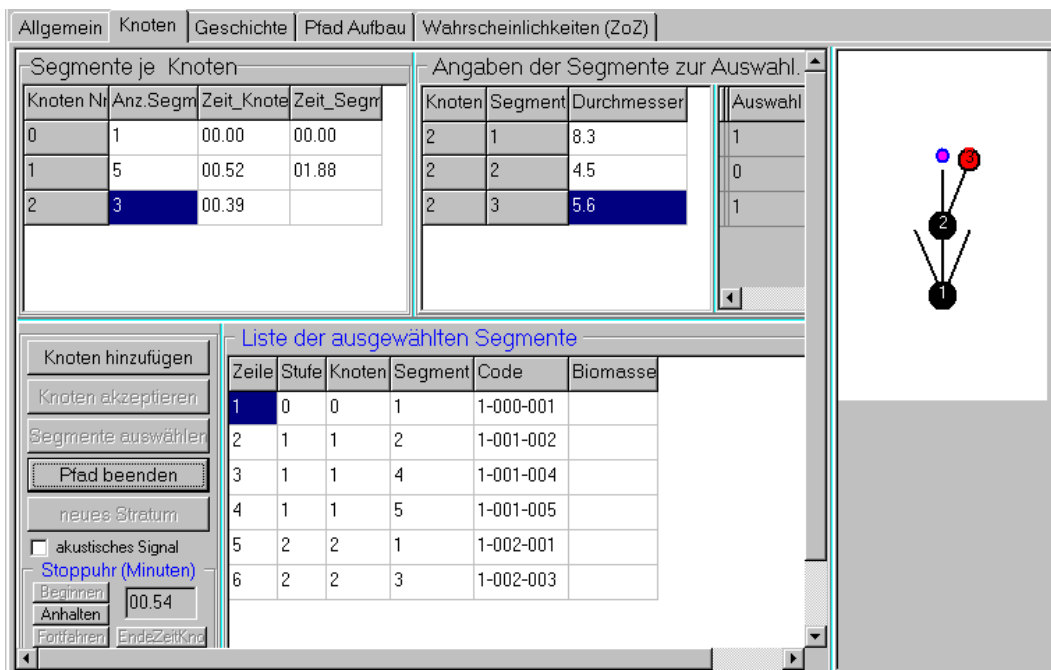 Allgemein Knoten Geschichte Pfad Aufbau Wahrscheinlichkeiten (ZoZ)
Segmente je Knoten
Knoten Nr Anz.Segm Zeit_Knote Zeit_Segm
0 1 00.00 00.00
1 5 00.52 01.88
2 3 00.39
Angaben der Segmente zur Auswahl.
Knoten Segment Durchmesser Auswahl
2 1 8.3 1
2 2 4.5 0
2 3 5.6 1
3
2
1
Knoten hinzufügen
Knoten akzeptieren
Segmente auswählen
Pfad beenden
neues Stratum
akustisches Signal
Stoppuhr (Minuten)
Beginnen
00.54
Anhalten
Fortfahren EndeZeitKno
Liste der ausgewählten Segmente
Zeile Stufe Knoten Segment Code Biomasse
1 0 0 1 1-000-001
2 1 1 2 1-001-002
3 1 1 4 1-001-004
4 1 1 5 1-001-005
5 2 2 1 1-002-001
6 2 2 3 1-002-003